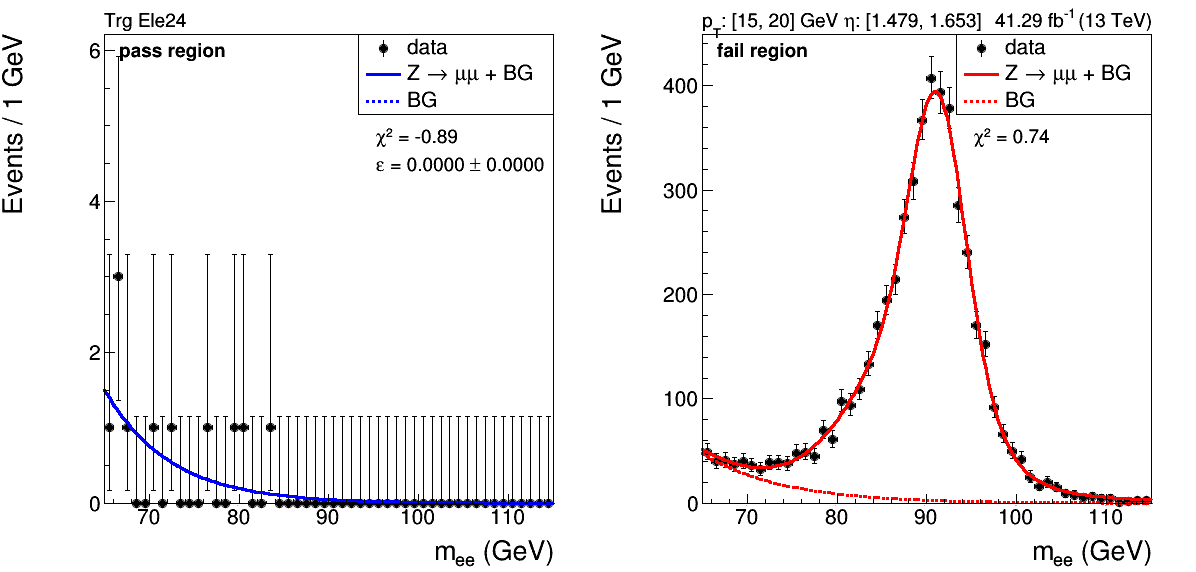 Trg Ele24
pass region
data
Z → μμ + BG
BG
χ² = -0.89
ε = 0.0000 ± 0.0000
Events / 1 GeV
6
4
2
0
70 80 90 100 110
m_ee (GeV)
p_T: [15, 20] GeV η: [1.479, 1.653] 41.29 fb⁻¹ (13 TeV)
fail region
data
Z → μμ + BG
BG
χ² = 0.74
Events / 1 GeV
400
300
200
100
0
70 80 90 100 110
m_ee (GeV)